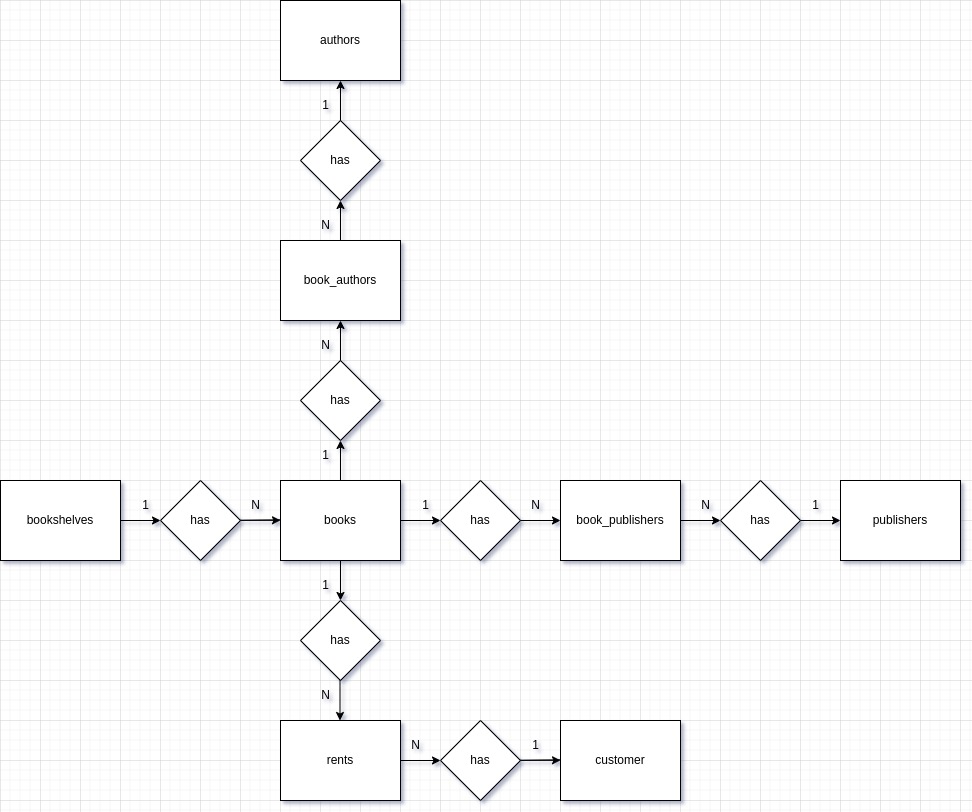 authors
1
has
N
book_authors
N
has
1
bookshelves
1
has
N
books
1
has
N
book_publishers
N
has
1
publishers
1
has
N
rents
N
has
1
customer